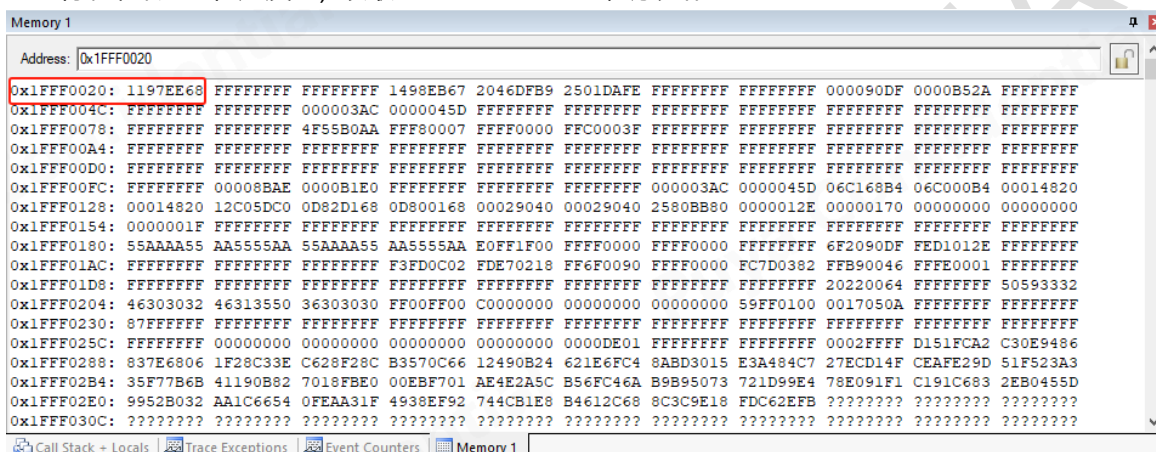 Memory 1
Address: 0x1FFF0020
0x1FFF0020: 1197EE68 FFFFFFFF FFFFFFFF 1498EB67 2046DFB9 2501DAFE FFFFFFFF FFFFFFFF 000090DF 0000B52A FFFFFFFF
0x1FFF004C: FFFFFFFF FFFFFFFF 000003AC 0000045D FFFFFFFF FFFFFFFF FFFFFFFF FFFFFFFF FFFFFFFF FFFFFFFF FFFFFFFF
0x1FFF0078: FFFFFFFF FFFFFFFF 4F55B0AA FFF80007 FFFF0000 FFC0003F FFFFFFFF FFFFFFFF FFFFFFFF FFFFFFFF FFFFFFFF
0x1FFF00A4: FFFFFFFF FFFFFFFF FFFFFFFF FFFFFFFF FFFFFFFF FFFFFFFF FFFFFFFF FFFFFFFF FFFFFFFF FFFFFFFF FFFFFFFF
0x1FFF00D0: FFFFFFFF FFFFFFFF FFFFFFFF FFFFFFFF FFFFFFFF FFFFFFFF FFFFFFFF FFFFFFFF FFFFFFFF FFFFFFFF FFFFFFFF
0x1FFF00FC: FFFFFFFF 00008BAE 0000B1E0 FFFFFFFF FFFFFFFF FFFFFFFF 000003AC 0000045D 06C168B4 06C000B4 00014820
0x1FFF0128: 00014820 12C05DC0 0D82D168 0D800168 00029040 00029040 2580BB80 0000012E 00000170 00000000 00000000
0x1FFF0154: 0000001F FFFFFFFF FFFFFFFF FFFFFFFF FFFFFFFF FFFFFFFF FFFFFFFF FFFFFFFF FFFFFFFF FFFFFFFF FFFFFFFF
0x1FFF0180: 55AAAA55 AA5555AA 55AAAA55 AA5555AA E0FF1F00 FFFF0000 FFFF0000 FFFFFFFF 6F2090DF FED1012E FFFFFFFF
0x1FFF01AC: FFFFFFFF FFFFFFFF FFFFFFFF F3FD0C02 FDE70218 FF6F0090 FFFF0000 FC7D0382 FFB90046 FFFE0001 FFFFFFFF
0x1FFF01D8: FFFFFFFF FFFFFFFF FFFFFFFF FFFFFFFF FFFFFFFF FFFFFFFF FFFFFFFF FFFFFFFF 20220064 FFFFFFFF 50593332
0x1FFF0204: 46303032 46313550 36303030 FF00FF00 C0000000 00000000 00000000 59FF0100 0017050A FFFFFFFF FFFFFFFF
0x1FFF0230: 87FFFFFF FFFFFFFF FFFFFFFF FFFFFFFF FFFFFFFF FFFFFFFF FFFFFFFF FFFFFFFF FFFFFFFF FFFFFFFF FFFFFFFF
0x1FFF025C: FFFFFFFF 00000000 00000000 00000000 0000DE01 FFFFFFFF FFFFFFFF FFFFFFFF 0002FFFF D151FCA2 C30E9486
0x1FFF0288: 837E6806 1F28C33E C628F28C B3570C66 12490B24 621E6FC4 8ABD3015 E3A484C7 27ECD14F CEAFE29D 51F523A3
0x1FFF02B4: 35F77B6B 41190B82 7018FBE0 00EBF701 AE4E2A5C B56FC46A B9B95073 721D99E4 78E091F1 C191C683 2EB0455D
0x1FFF02E0: 9952B032 AA1C6654 0FEAA31F 4938EF92 744CB1E8 B4612C68 8C3C9E18 FDC62EFB ???????? ???????? ????????
0x1FFF030C: ???????? ???????? ???????? ???????? ???????? ???????? ???????? ???????? ???????? ???????? ????????
Call Stack + Locals Trace Exceptions Event Counters Memory 1